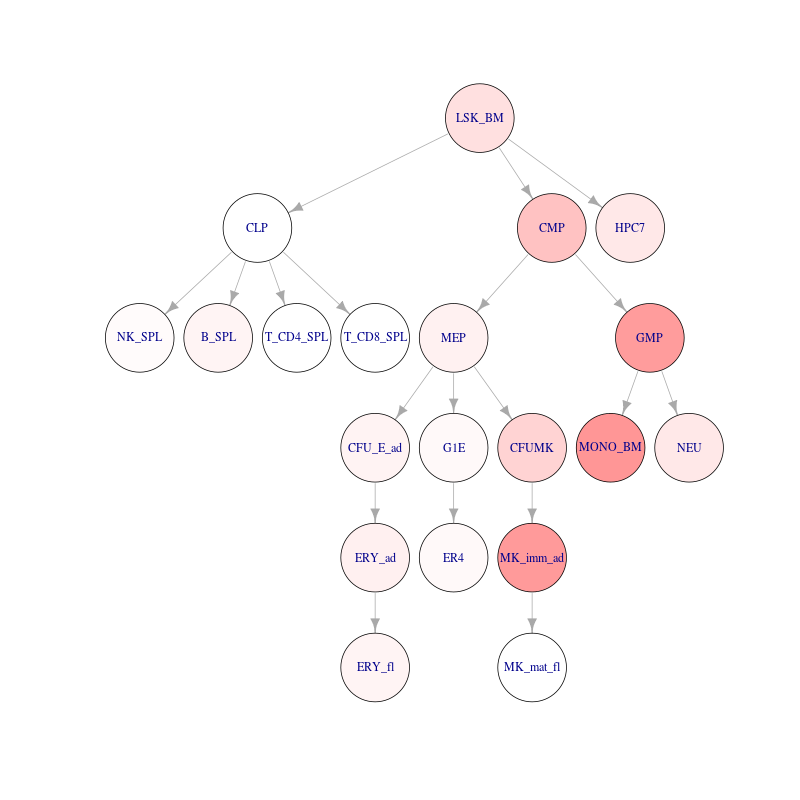 LSK_BM
CLP
CMP
HPC7
NK_SPL
B_SPL
T_CD4_SPL
T_CD8_SPL
MEP
GMP
CFU_E_ad
G1E
CFUMK
MONO_BM
NEU
ERY_ad
ER4
MK_imm_ad
ERY_fl
MK_mat_fl